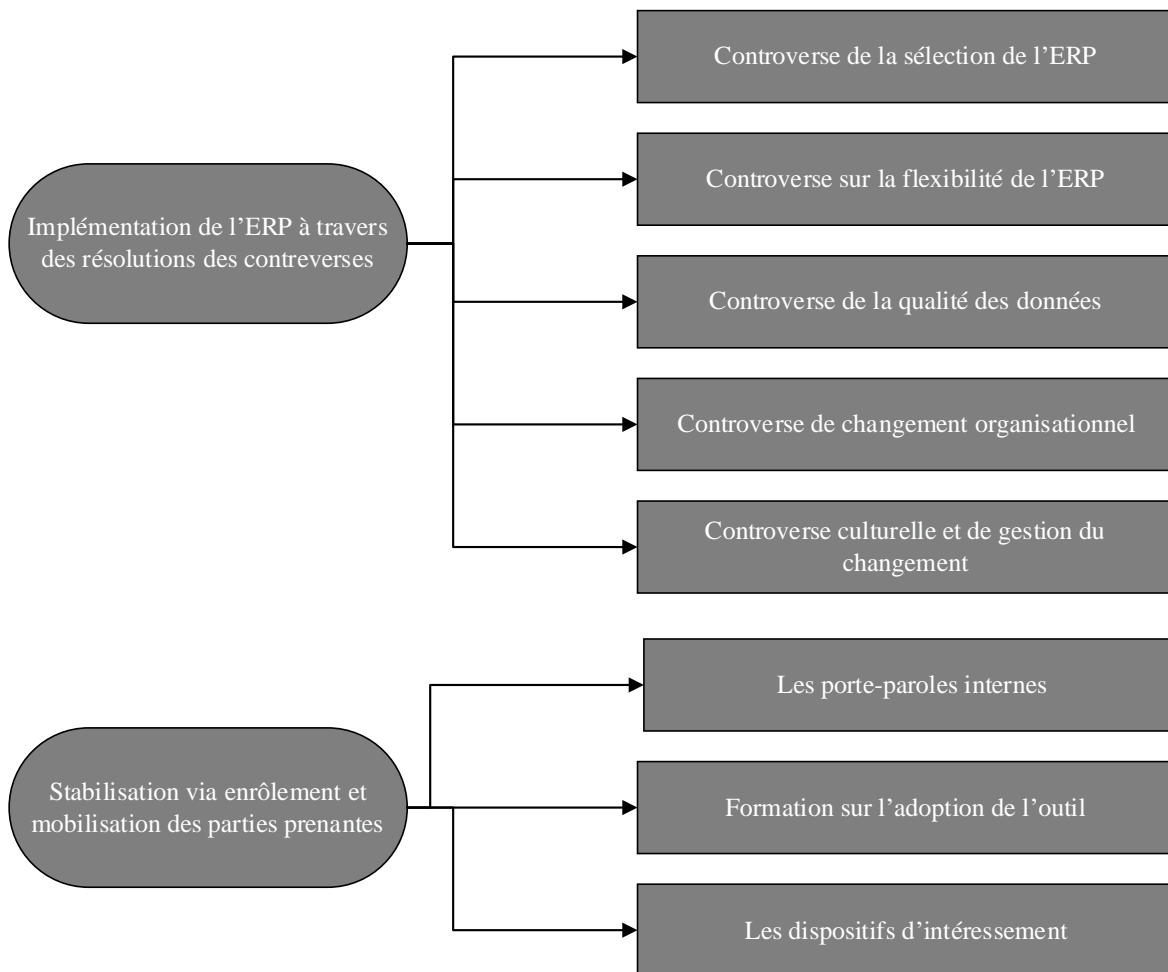 Controverse de la sélection de l’ERP
Controverse sur la flexibilité de l’ERP
Implémentation de l’ERP à travers
des résolutions des contreverses
Controverse de la qualité des données
Controverse de changement organisationnel
Controverse culturelle et de gestion du
changement
Les porte-paroles internes
Stabilisation via enrôlement et
mobilisation des parties prenantes
Formation sur l’adoption de l’outil
Les dispositifs d’intéressement